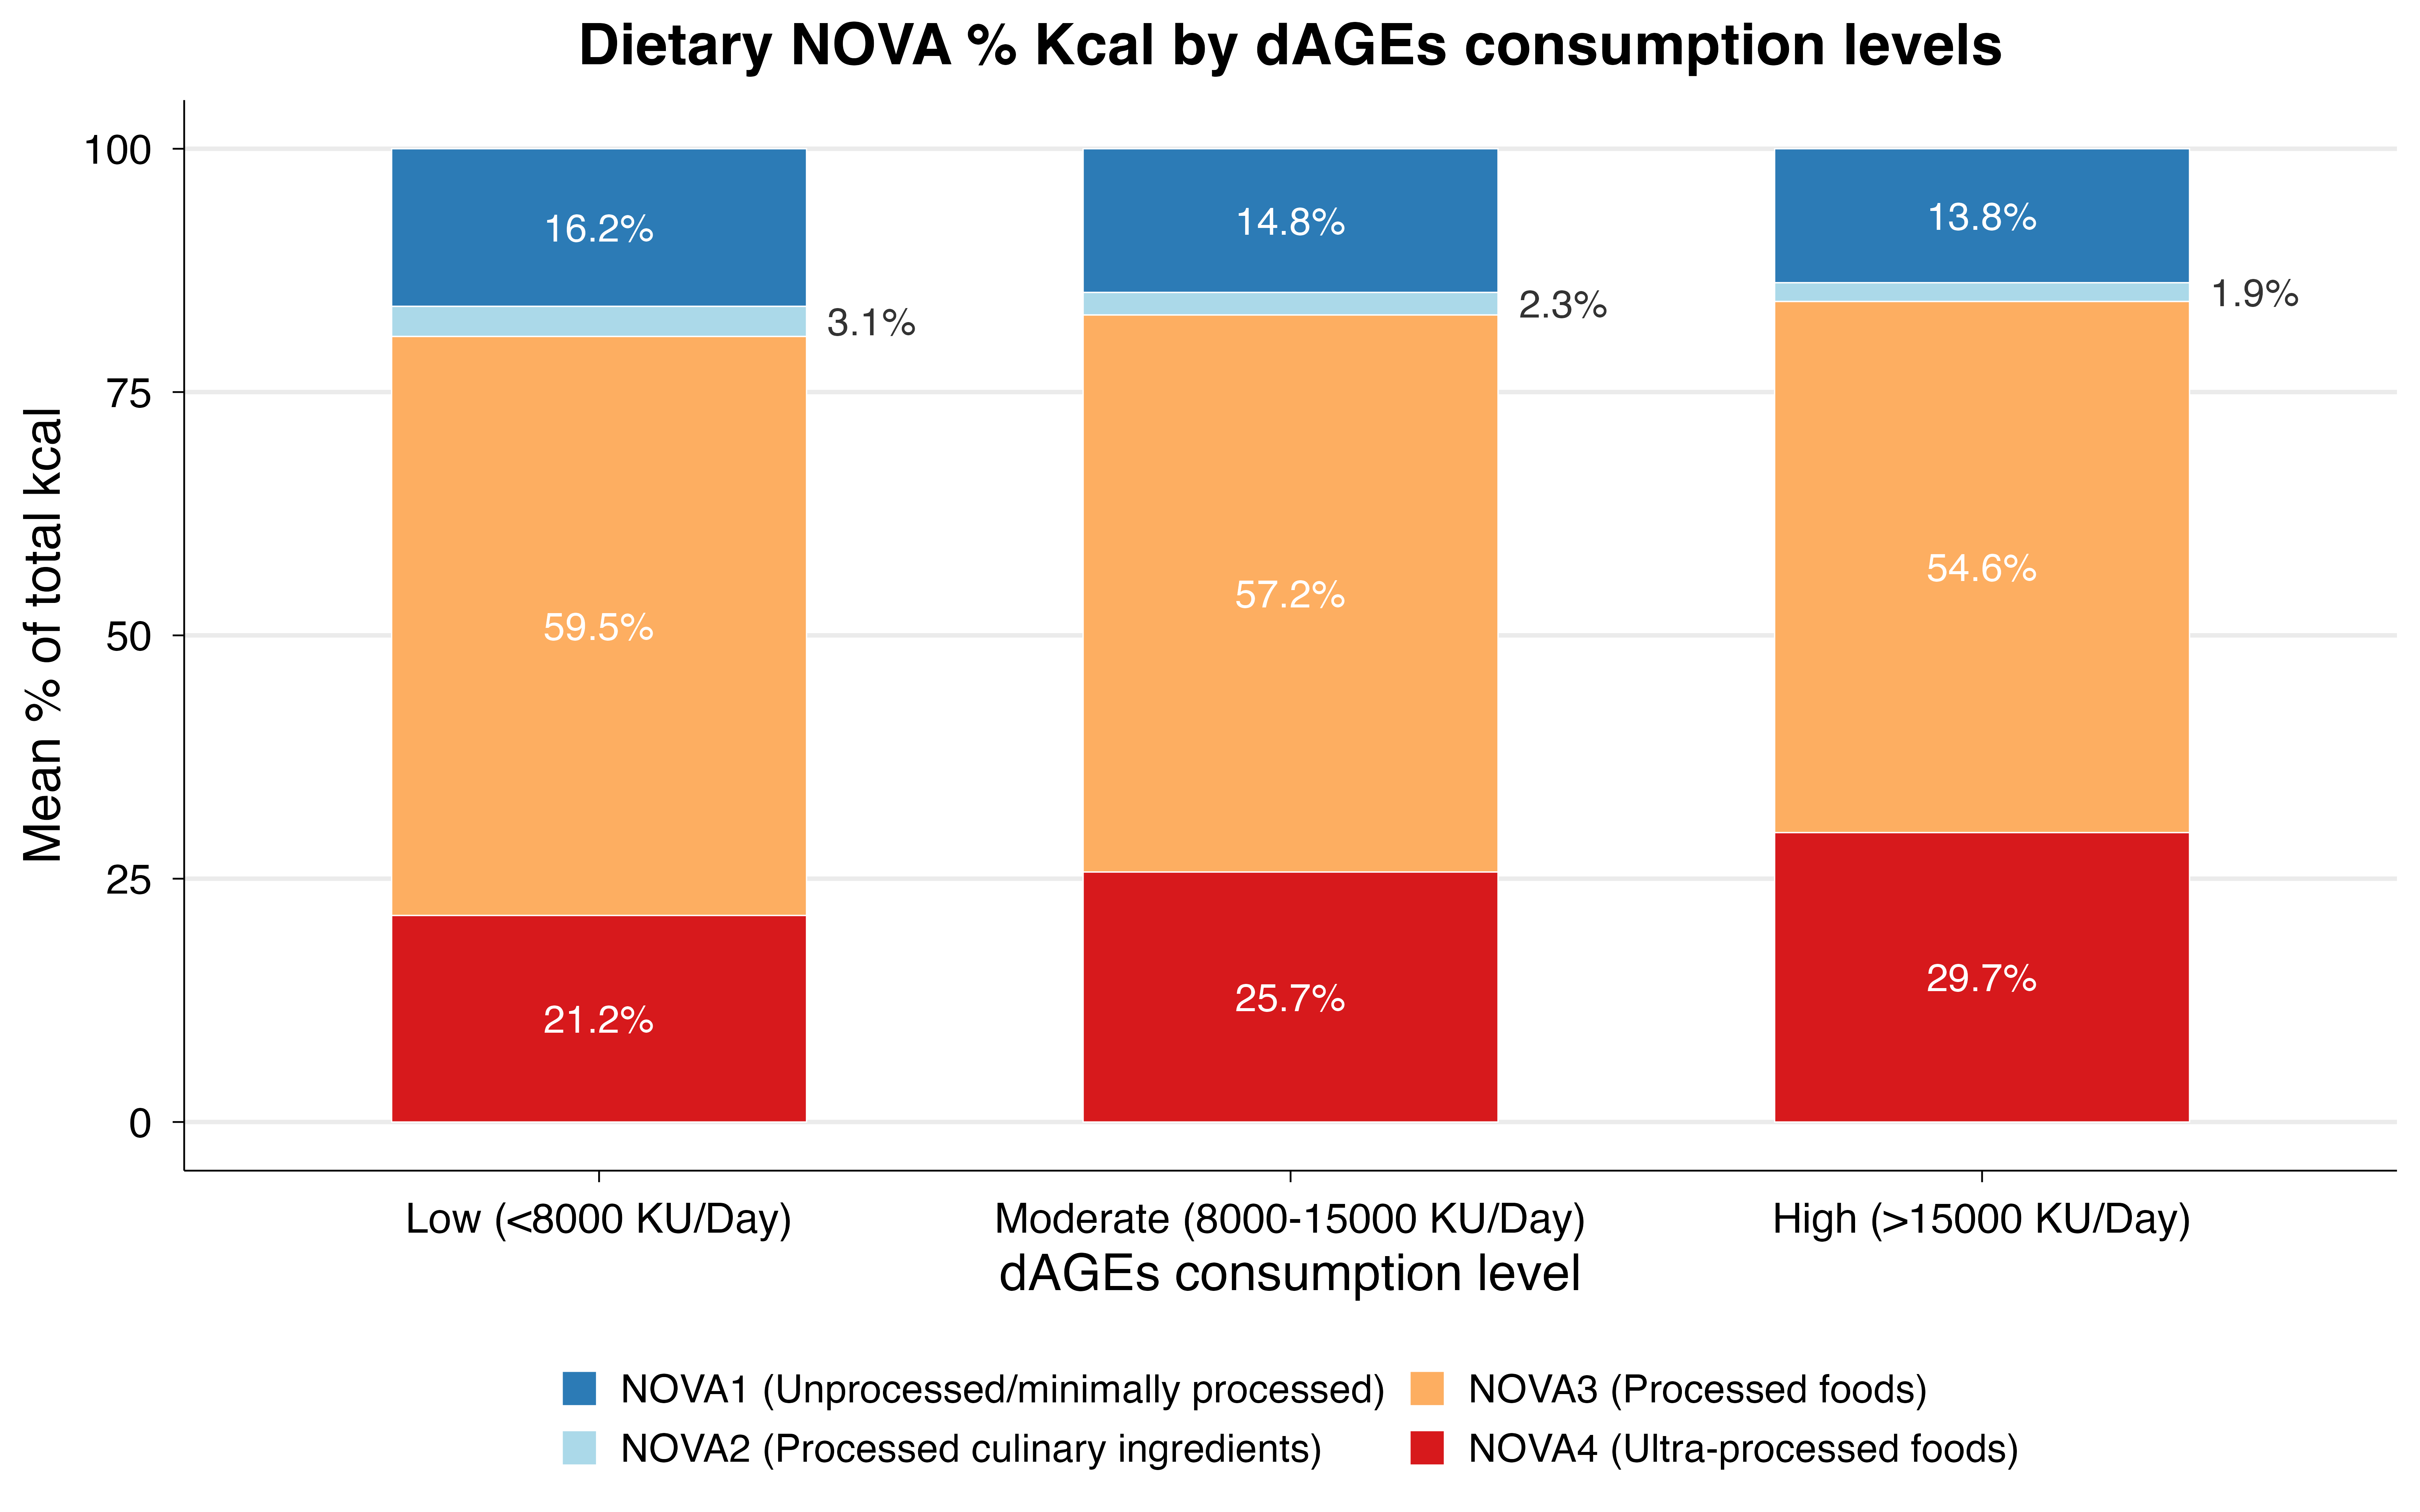 Dietary NOVA % Kcal by dAGEs consumption levels
Mean % of total kcal
100
75
50
25
0
16.2%
3.1%
59.5%
21.2%
14.8%
2.3%
57.2%
25.7%
13.8%
1.9%
54.6%
29.7%
Low (<8000 KU/Day)
Moderate (8000-15000 KU/Day)
High (>15000 KU/Day)
dAGEs consumption level
NOVA1 (Unprocessed/minimally processed)
NOVA2 (Processed culinary ingredients)
NOVA3 (Processed foods)
NOVA4 (Ultra-processed foods)